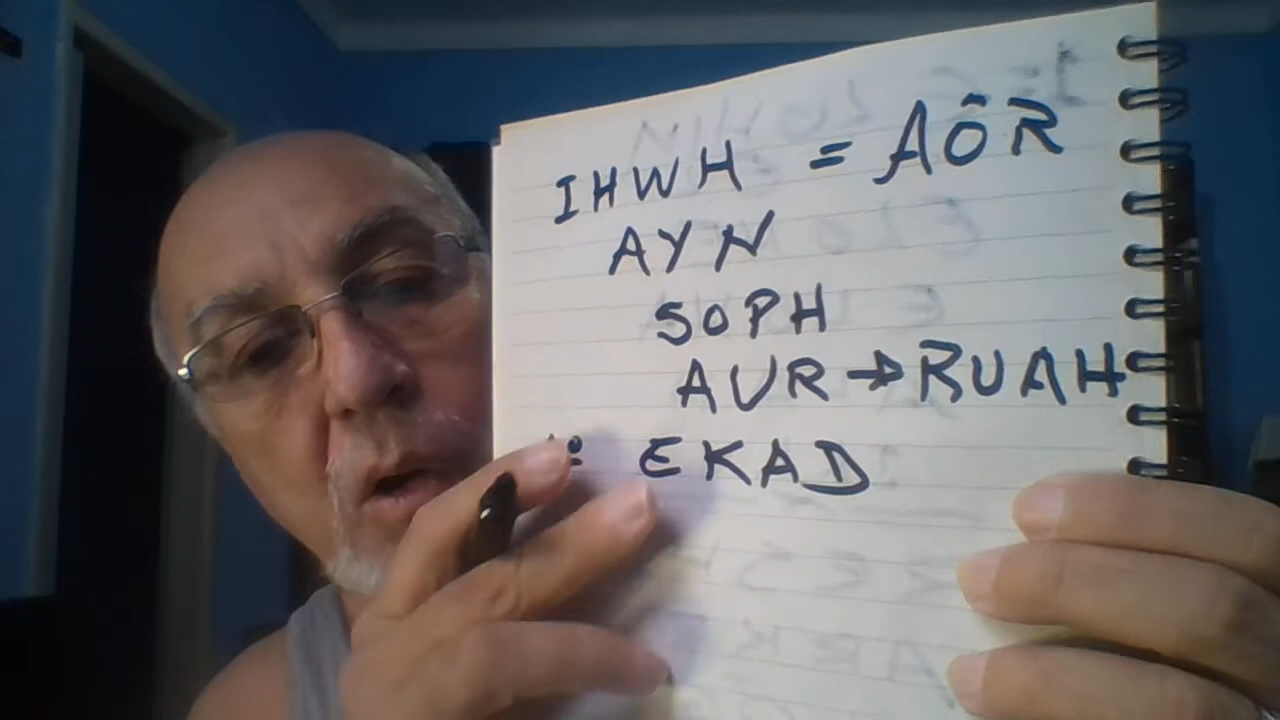 IHWH = AÔR
AYN
SOPH
AUR → RUAH
: EKAD